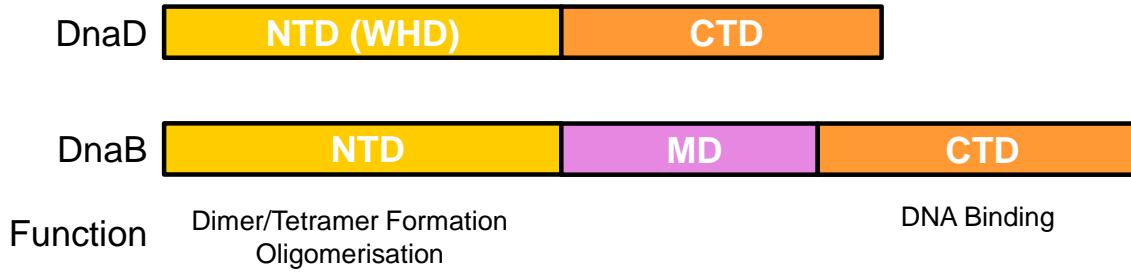 DnaD NTD (WHD) CTD
DnaB NTD MD CTD
Function Dimer/Tetramer Formation DNA Binding
Oligomerisation